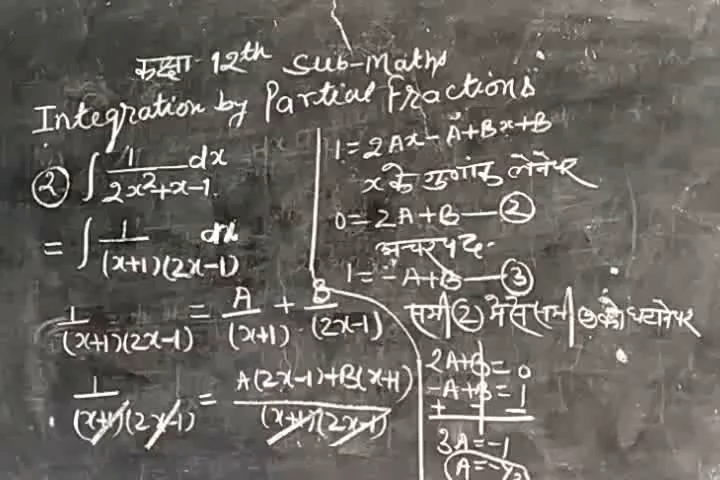 कक्षा 12th Sub-Maths
Integration by Partial Fractions
② ∫ 1/(2x²+x-1) dx
= ∫ 1/((x+1)(2x-1)) dx
1/((x+1)(2x-1)) = A/(x+1) + B/(2x-1)
1/((x+1)(2x-1)) = (A(2x-1)+B(x+1))/((x+1)(2x-1))
1=2Ax-A+Bx+B
x के गुणांक लेनेपर
0=2A+B—②
अचर पद-
1=-A+B—③
समी ② मे से समी ③ को घटानेपर
2A+B=0
-A+B=1
+ - -
3A=-1
A=-1/3